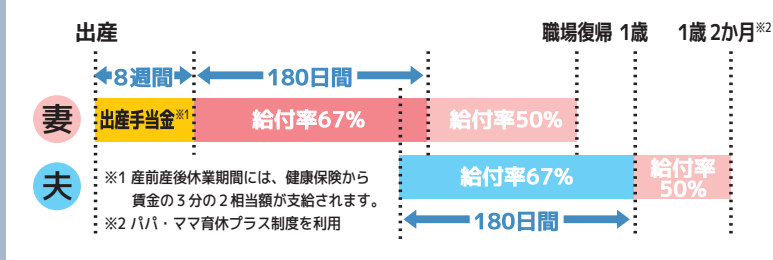 出産
職場復帰
1歳
1歳2か月※2
8週間
180日間
妻
出産手当金※1
給付率67%
給付率50%
夫
給付率67%
給付率
50%
※1 産前産後休業期間には、健康保険から
賃金の3分の2相当額が支給されます。
※2 パパ・ママ育休プラス制度を利用
180日間